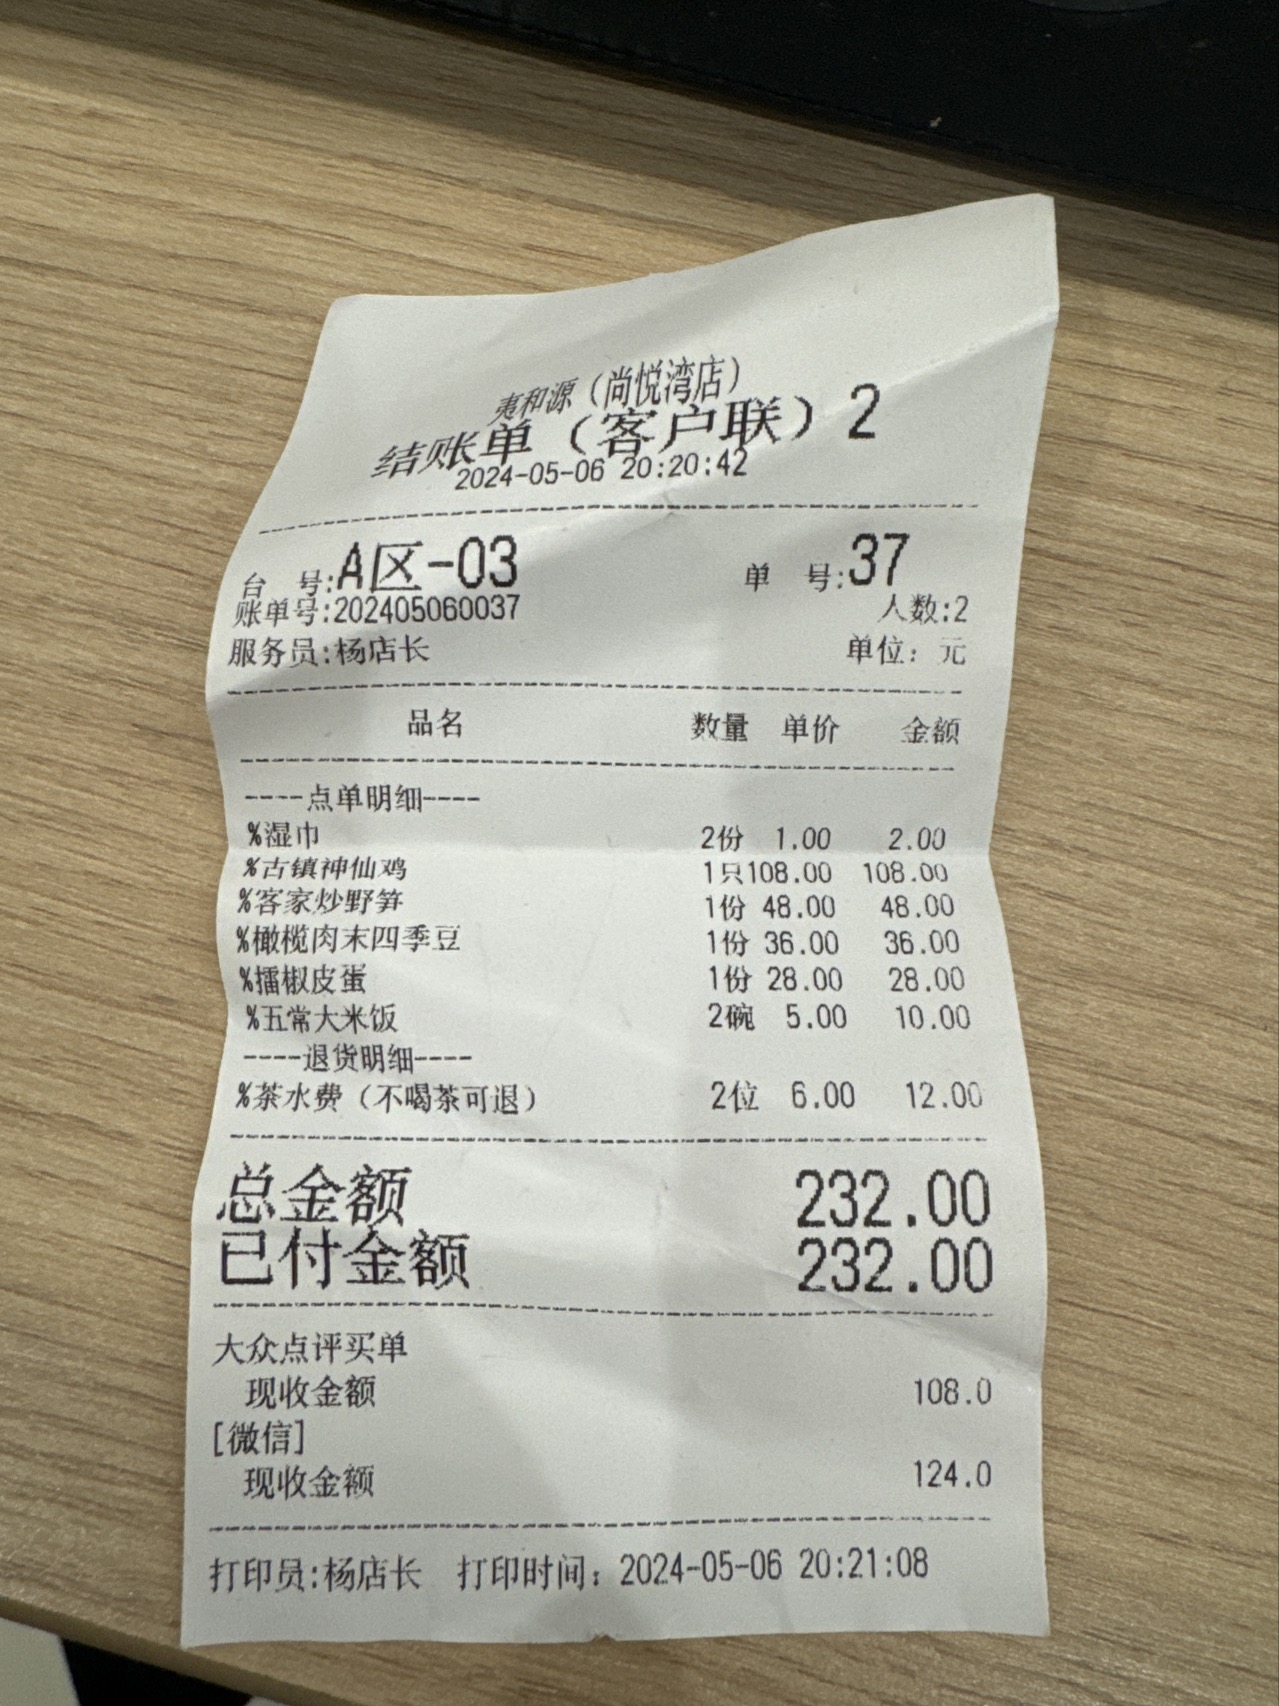 夷和源（尚悦湾店）
结账单（客户联）2
2024-05-06 20:20:42
台 号:A区-03 单 号:37
账单号:202405060037 人数:2
服务员:杨店长 单位：元
品名 数量 单价 金额
----点单明细----
%湿巾 2份 1.00 2.00
%古镇神仙鸡 1只108.00 108.00
%客家炒野笋 1份 48.00 48.00
%橄榄肉末四季豆 1份 36.00 36.00
%擂椒皮蛋 1份 28.00 28.00
%五常大米饭 2碗 5.00 10.00
----退货明细----
%茶水费（不喝茶可退） 2位 6.00 12.00
总金额 232.00
已付金额 232.00
大众点评买单
现收金额 108.0
[微信]
现收金额 124.0
打印员:杨店长 打印时间：2024-05-06 20:21:08